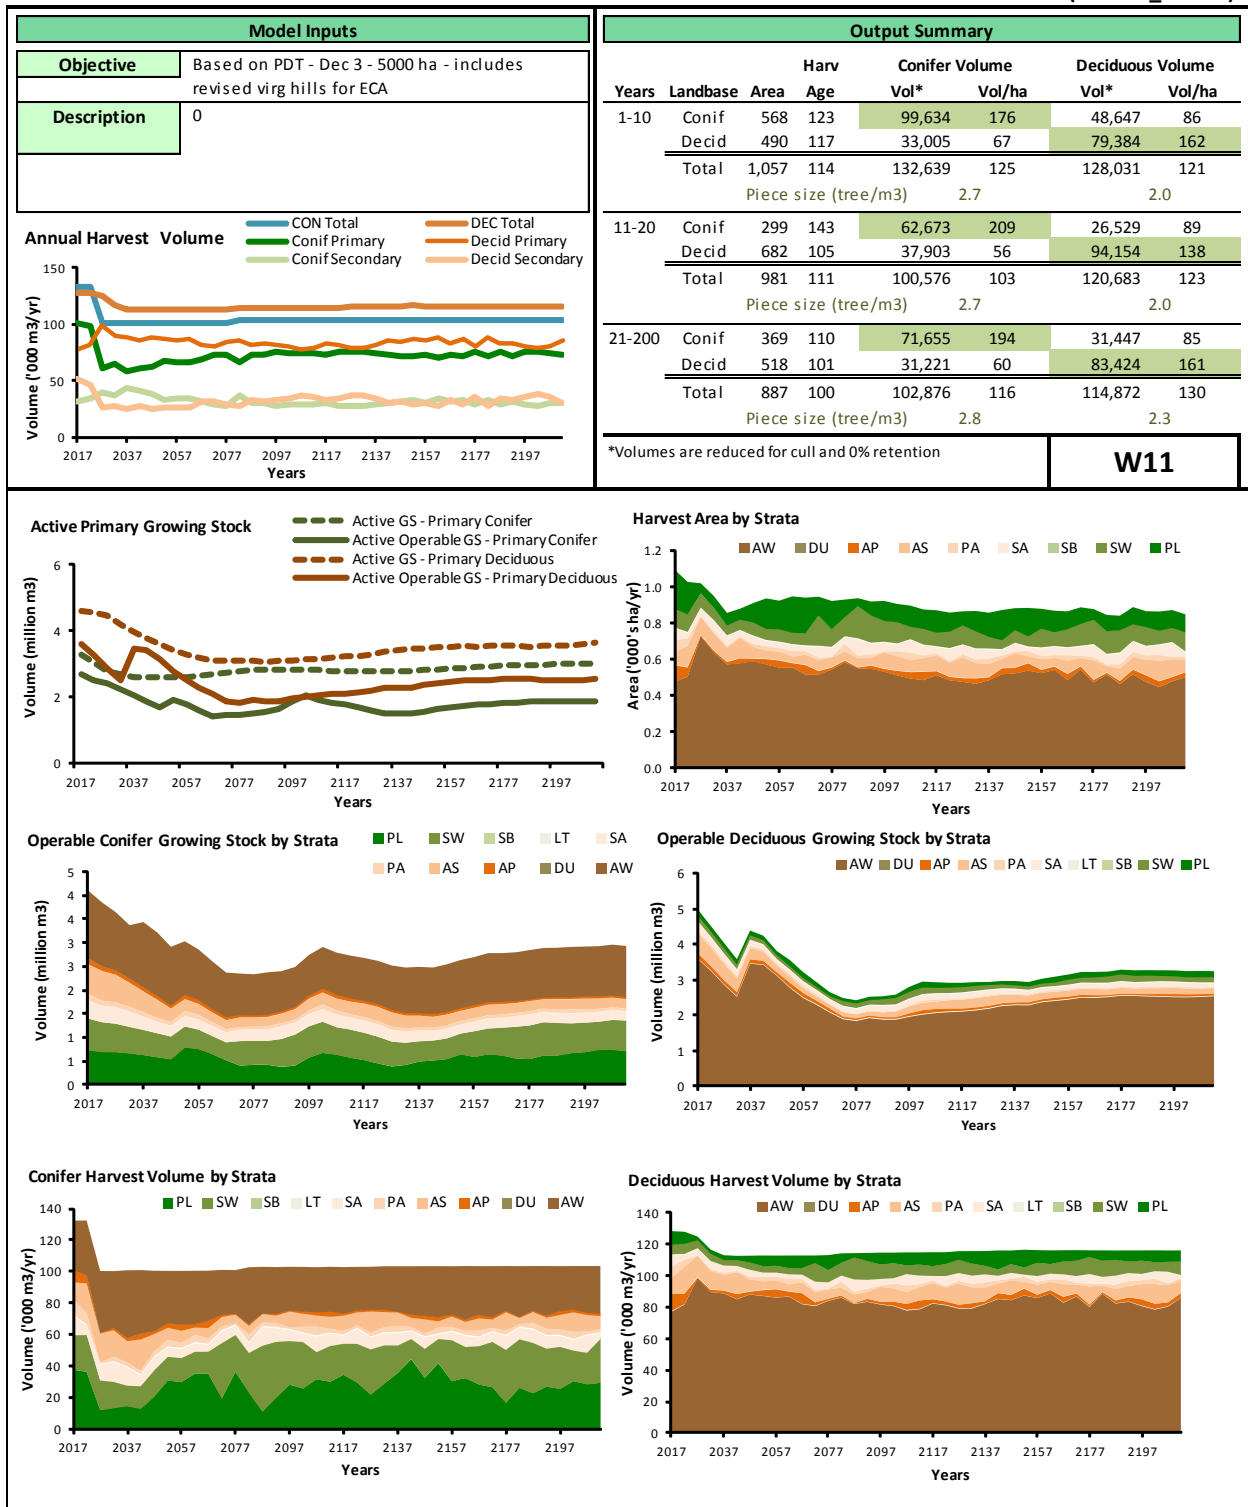 Model Inputs
Objective
Based on PDT - Dec 3 - 5000 ha - includes
revised virg hills for ECA
Description
0
Output Summary
Harv Conifer Volume Deciduous Volume
Years Landbase Area Age Vol* Vol/ha Vol* Vol/ha
1-10 Conif 568 123 99,634 176 48,647 86
Decid 490 117 33,005 67 79,384 162
Total 1,057 114 132,639 125 128,031 121
Piece size (tree/m3) 2.7 2.0
11-20 Conif 299 143 62,673 209 26,529 89
Decid 682 105 37,903 56 94,154 138
Total 981 111 100,576 103 120,683 123
Piece size (tree/m3) 2.7 2.0
21-200 Conif 369 110 71,655 194 31,447 85
Decid 518 101 31,221 60 83,424 161
Total 887 100 102,876 116 114,872 130
Piece size (tree/m3) 2.8 2.3
*Volumes are reduced for cull and 0% retention
W11
Annual Harvest Volume
CON Total DEC Total
Conif Primary Decid Primary
Conif Secondary Decid Secondary
Volume ('000 m3/yr)
150
100
50
0
2017 2037 2057 2077 2097 2117 2137 2157 2177 2197
Years
Active Primary Growing Stock
Active GS - Primary Conifer
Active Operable GS - Primary Conifer
Active GS - Primary Deciduous
Active Operable GS - Primary Deciduous
Volume (million m3)
6
4
2
0
2017 2037 2057 2077 2097 2117 2137 2157 2177 2197
Years
Harvest Area by Strata
AW DU AP AS PA SA SB SW PL
Area ('000's ha/yr)
1.2
1.0
0.8
0.6
0.4
0.2
0.0
2017 2037 2057 2077 2097 2117 2137 2157 2177 2197
Years
Operable Conifer Growing Stock by Strata
PL SW SB LT SA
PA AS AP DU AW
Volume (million m3)
5
4
4
3
3
2
2
1
1
0
2017 2037 2057 2077 2097 2117 2137 2157 2177 2197
Years
Operable Deciduous Growing Stock by Strata
AW DU AP AS PA SA LT SB SW PL
Volume (million m3)
6
5
4
3
2
1
0
2017 2037 2057 2077 2097 2117 2137 2157 2177 2197
Years
Conifer Harvest Volume by Strata
PL SW SB LT SA PA AS AP DU AW
Volume ('000 m3/yr)
140
120
100
80
60
40
20
0
2017 2037 2057 2077 2097 2117 2137 2157 2177 2197
Years
Deciduous Harvest Volume by Strata
AW DU AP AS PA SA LT SB SW PL
Volume ('000 m3/yr)
140
120
100
80
60
40
20
0
2017 2037 2057 2077 2097 2117 2137 2157 2177 2197
Years